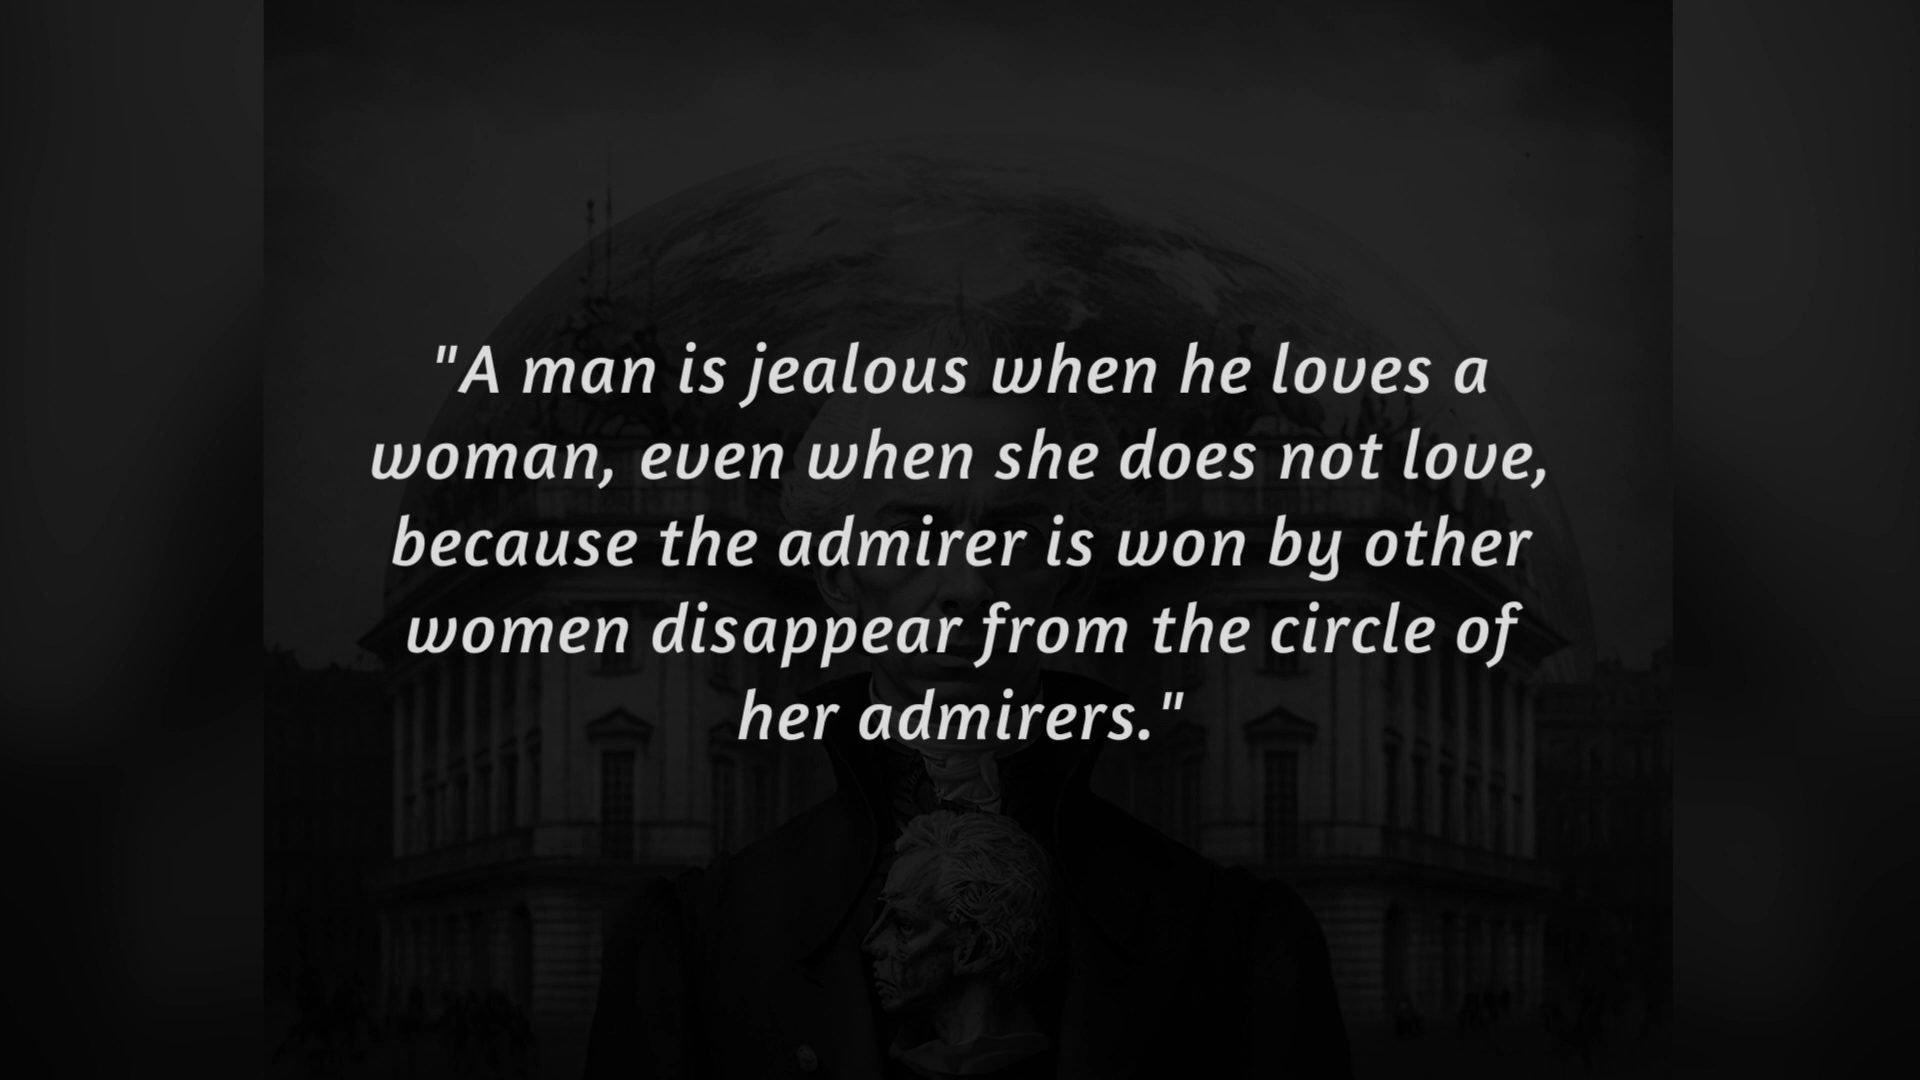 "A man is jealous when he loves a
woman, even when she does not love,
because the admirer is won by other
women disappear from the circle of
her admirers."